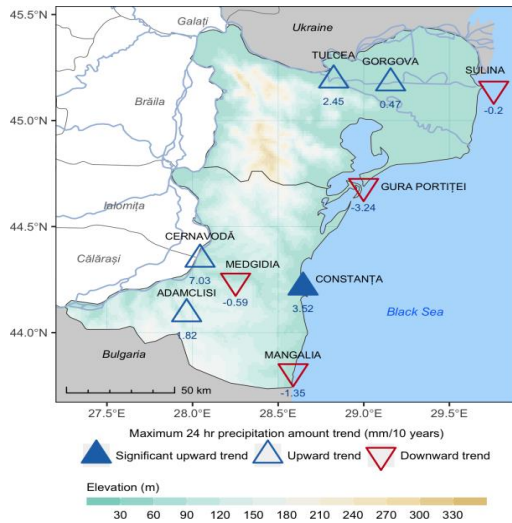 45.5°N
Galați
Ukraine
TULCEA
GORGOVA
SULINA
2.45
0.47
-0.2
Brăila
45.0°N
GURA PORTIȚEI
-3.24
44.5°N
Ialomița
CERNAVODĂ
Călărași
MEDGIDIA
7.03
-0.59
CONSTANȚA
3.52
ADAMCLISI
1.82
Black Sea
44.0°N
Bulgaria
MANGALIA
-1.35
50 km
27.5°E 28.0°E 28.5°E 29.0°E 29.5°E
Maximum 24 hr precipitation amount trend (mm/10 years)
Significant upward trend Upward trend Downward trend
Elevation (m)
30 60 90 120 150 180 210 240 270 300 330